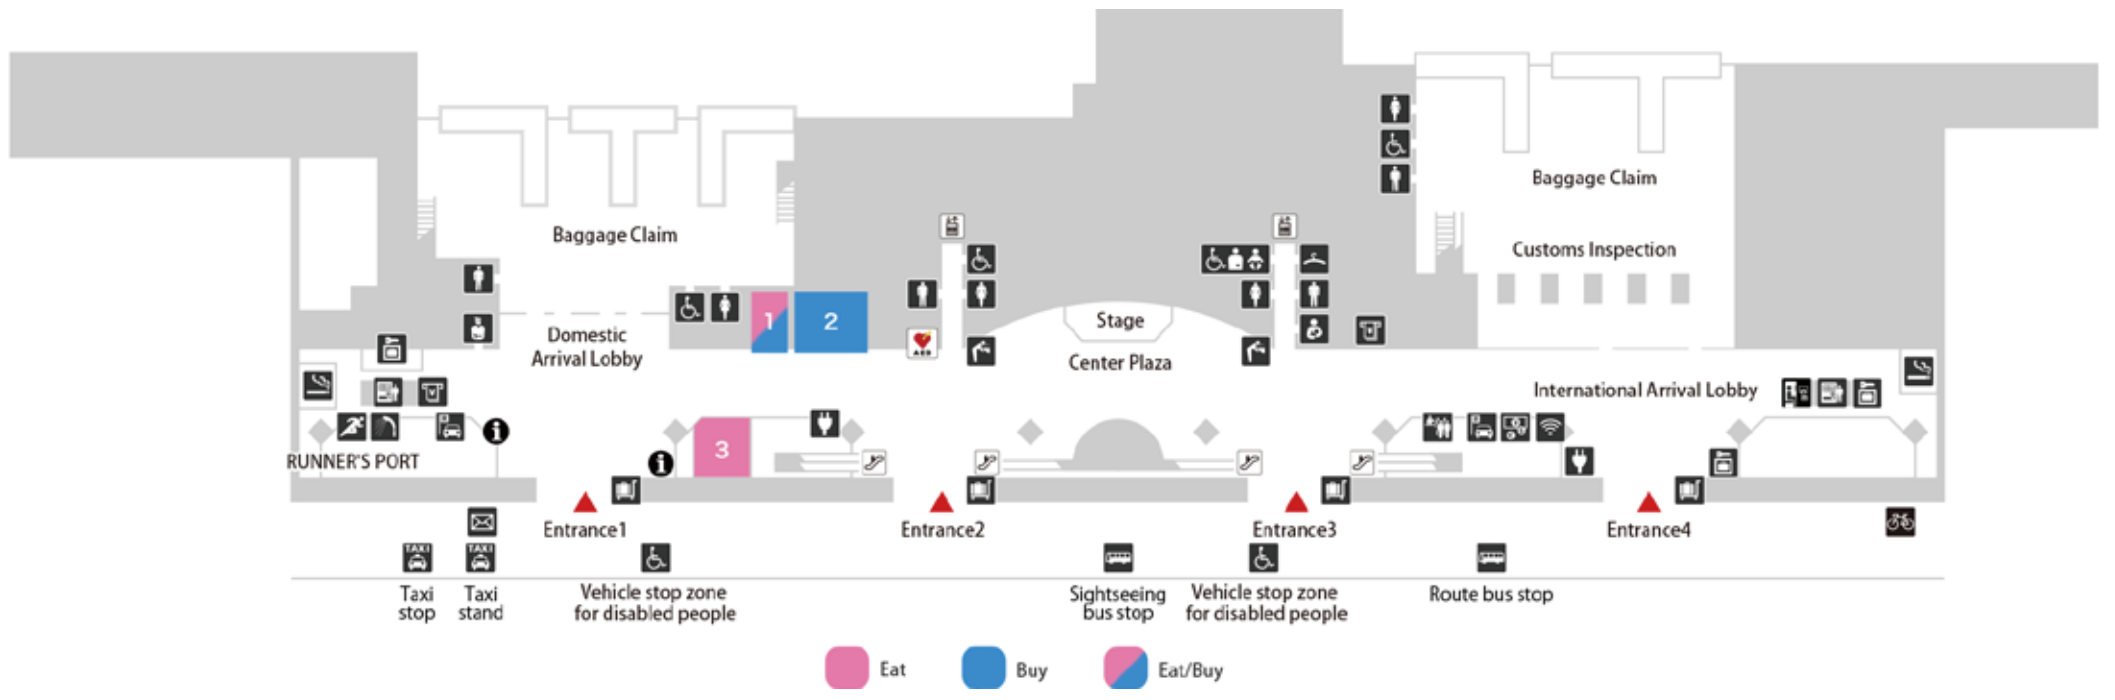 Baggage Claim
Baggage Claim
Customs Inspection
Domestic
Arrival Lobby
1
2
Stage
Center Plaza
AED
International Arrival Lobby
RUNNER'S PORT
3
Entrance1
Entrance2
Entrance3
Entrance4
TAXI
TAXI
Taxi
stop
Taxi
stand
Vehicle stop zone
for disabled people
Sightseeing
bus stop
Vehicle stop zone
for disabled people
Route bus stop
Eat
Buy
Eat/Buy